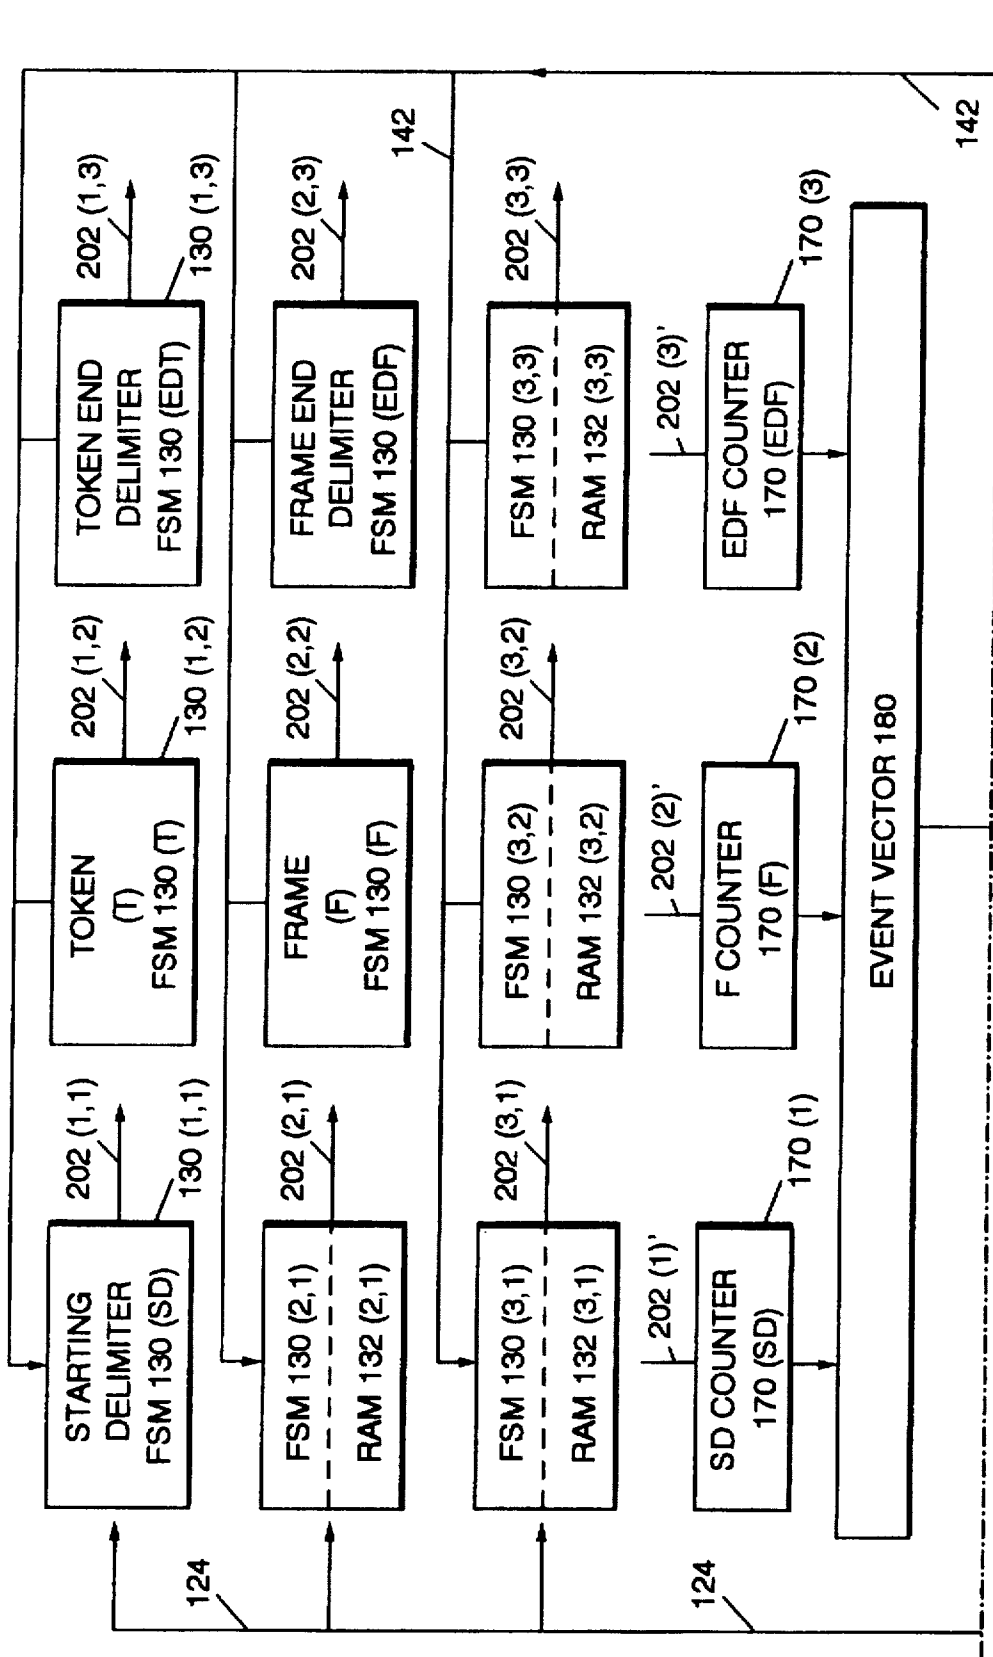 STARTING
DELIMITER
FSM 130 (SD)
202 (1,1)
130 (1,1)
TOKEN
(T)
FSM 130 (T)
202 (1,2)
130 (1,2)
TOKEN END
DELIMITER
FSM 130 (EDT)
202 (1,3)
130 (1,3)
124
FSM 130 (2,1)
RAM 132 (2,1)
202 (2,1)
FRAME
(F)
FSM 130 (F)
202 (2,2)
FRAME END
DELIMITER
FSM 130 (EDF)
202 (2,3)
142
FSM 130 (3,1)
RAM 132 (3,1)
202 (3,1)
FSM 130 (3,2)
RAM 132 (3,2)
202 (3,2)
FSM 130 (3,3)
RAM 132 (3,3)
202 (3,3)
202 (1)'
SD COUNTER
170 (SD)
170 (1)
202 (2)'
F COUNTER
170 (F)
170 (2)
202 (3)'
EDF COUNTER
170 (EDF)
170 (3)
124
EVENT VECTOR 180
142